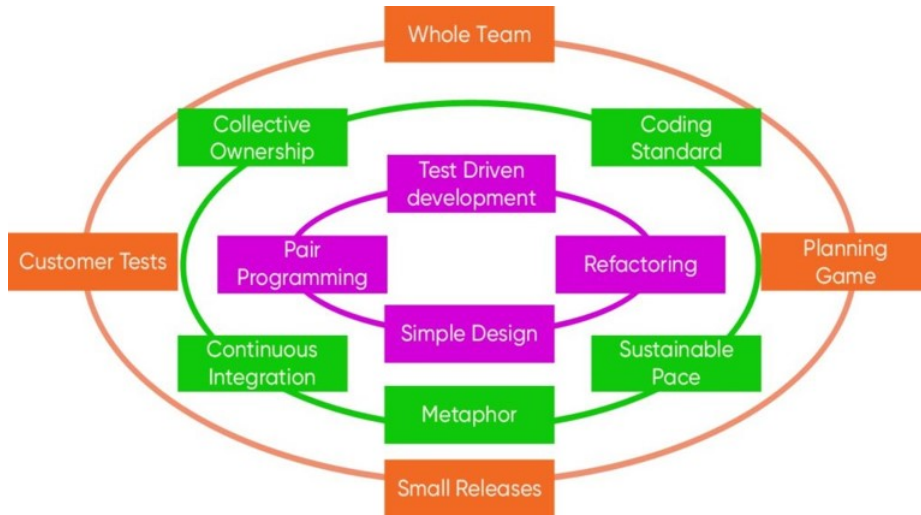 Whole Team
Collective
Ownership
Coding
Standard
Test Driven
development
Customer Tests
Pair
Programming
Refactoring
Planning
Game
Simple Design
Continuous
Integration
Sustainable
Pace
Metaphor
Small Releases